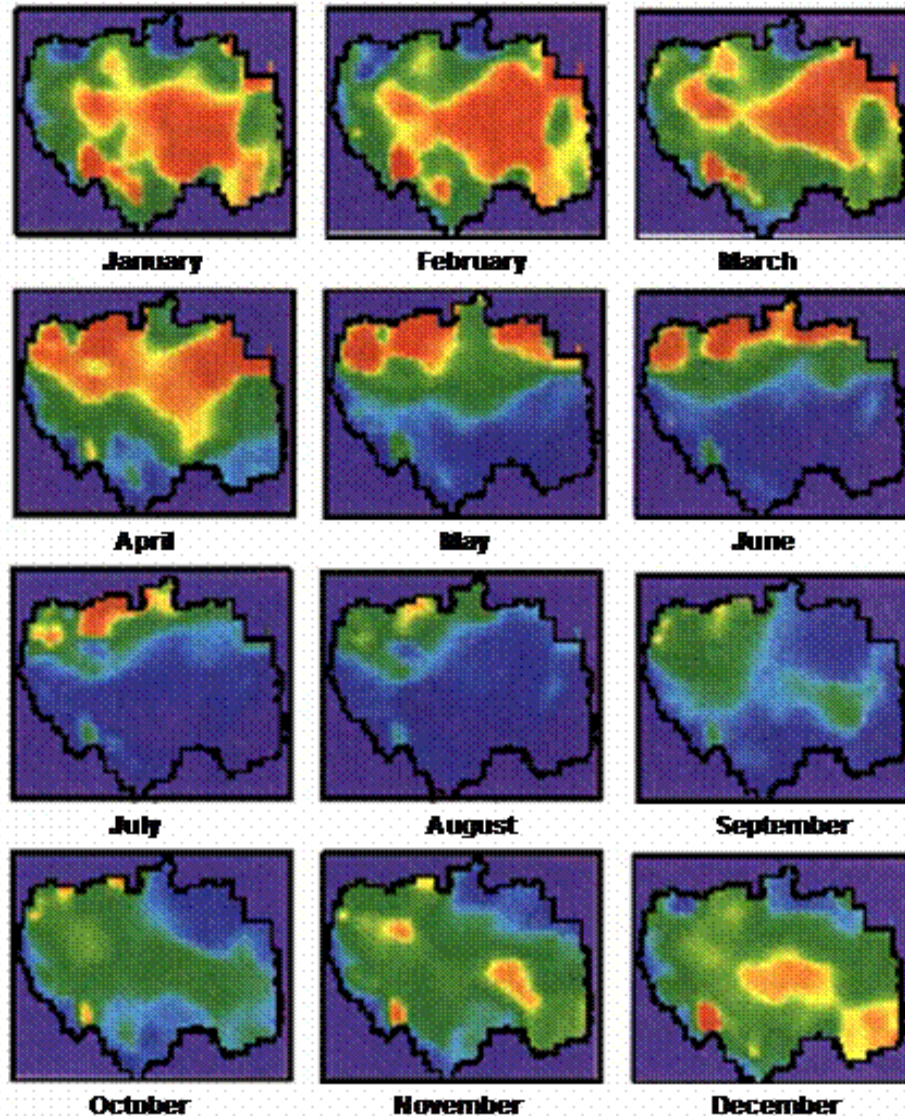 January February March
April May June
July August September
October November December